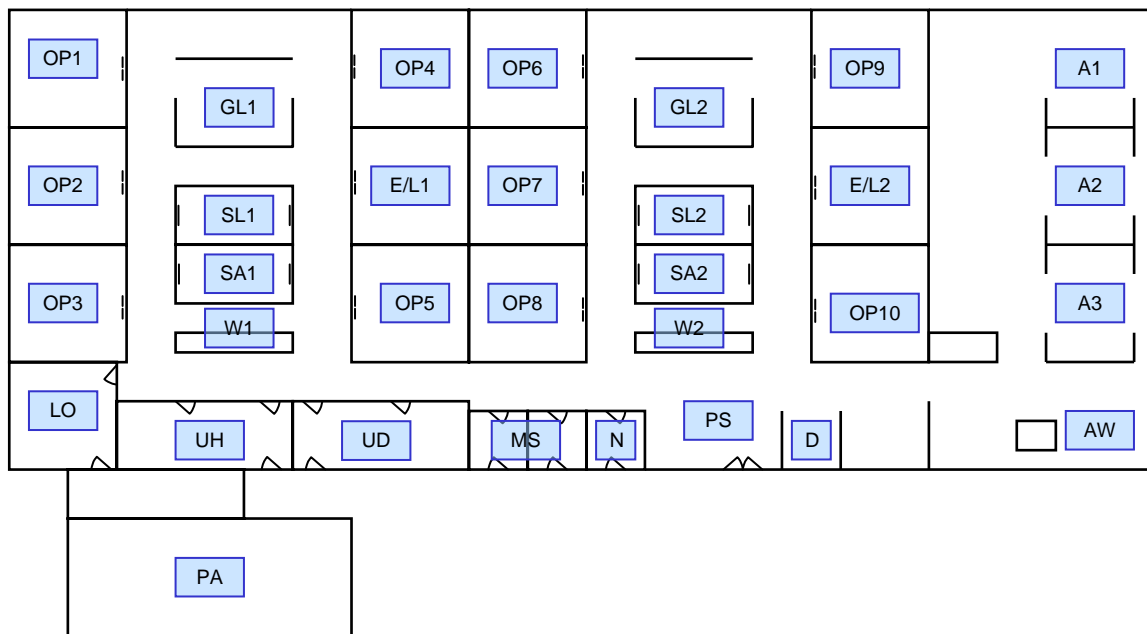 OP1
OP4
OP6
OP9
A1
GL1
GL2
OP2
E/L1
OP7
E/L2
A2
SL1
SL2
SA1
SA2
OP3
OP5
OP8
OP10
A3
W1
W2
LO
UH
UD
MS
N
PS
D
AW
PA